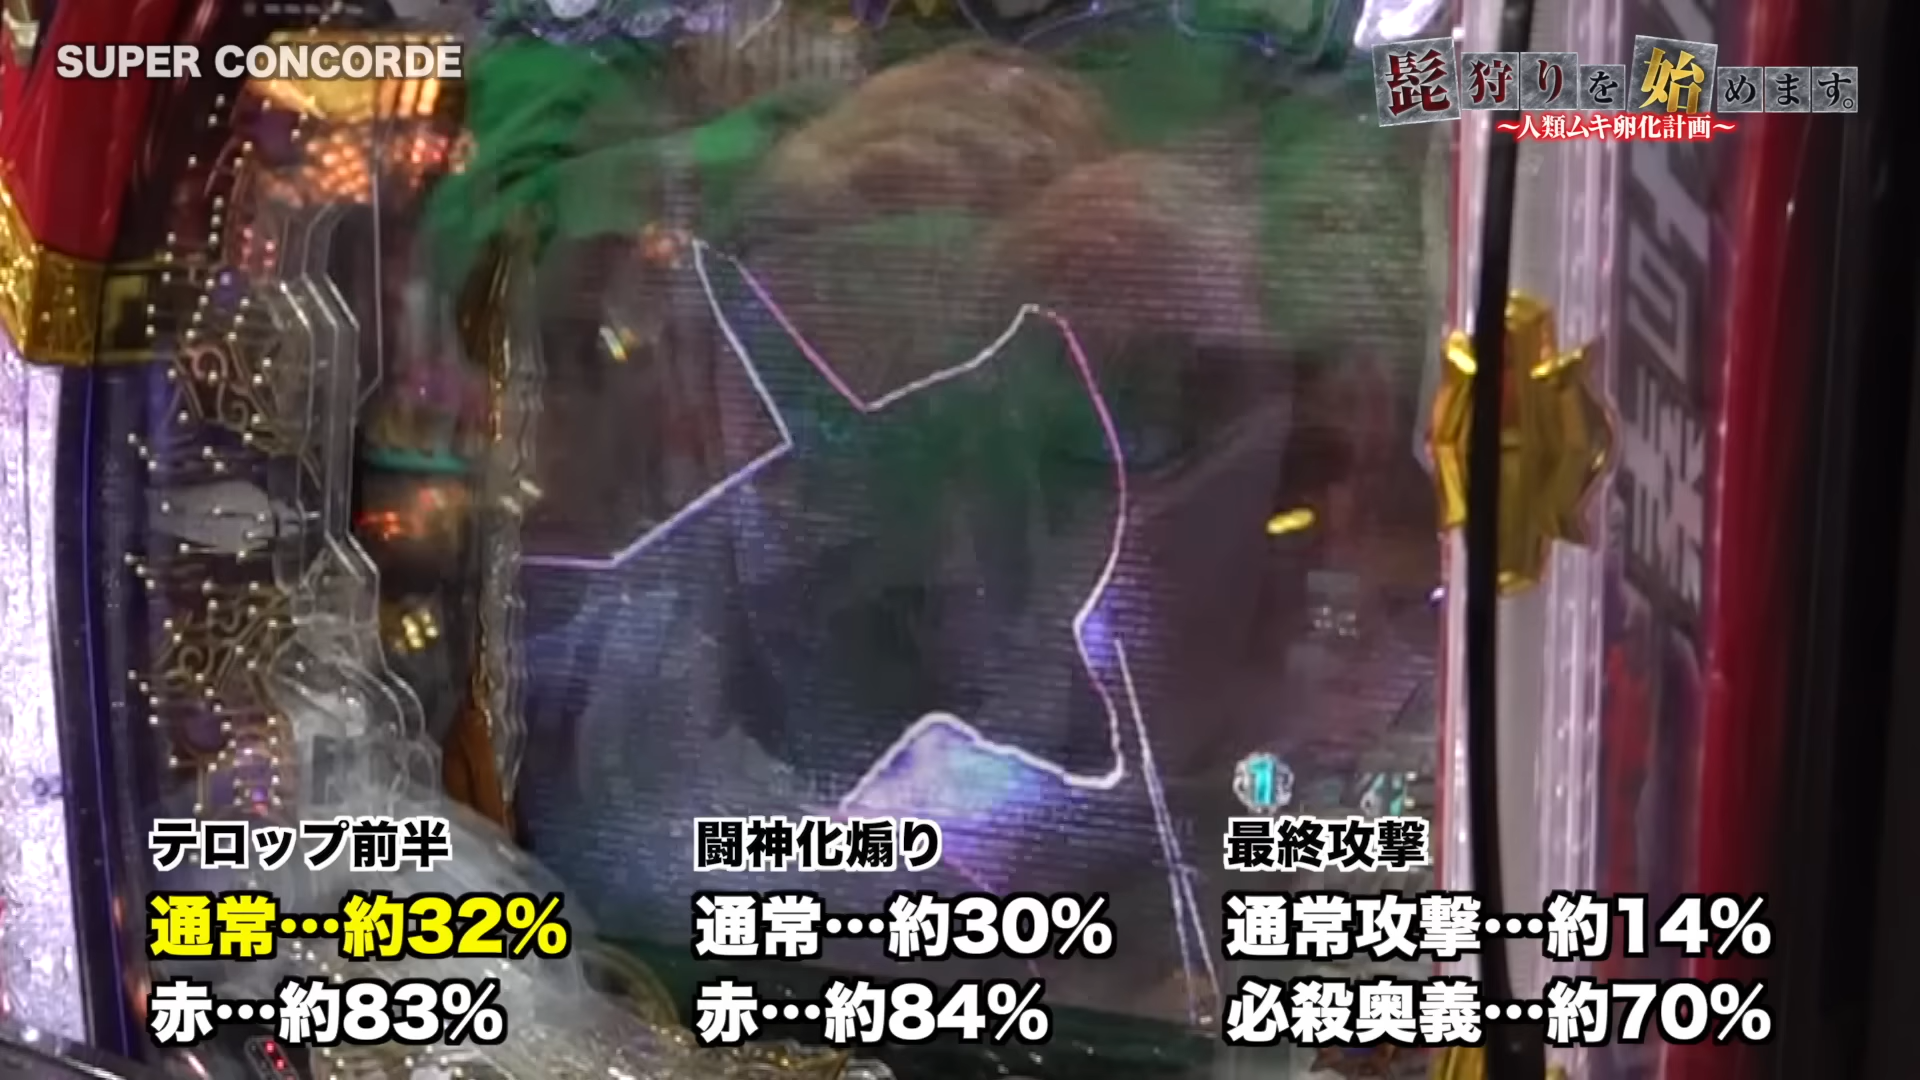 SUPER CONCORDE
髭狩りを始めます。
～人類ムキ卵化計画～
テロップ前半
通常…約32%
赤…約83%
闘神化煽り
通常…約30%
赤…約84%
最終攻撃
通常攻撃…約14%
必殺奥義…約70%